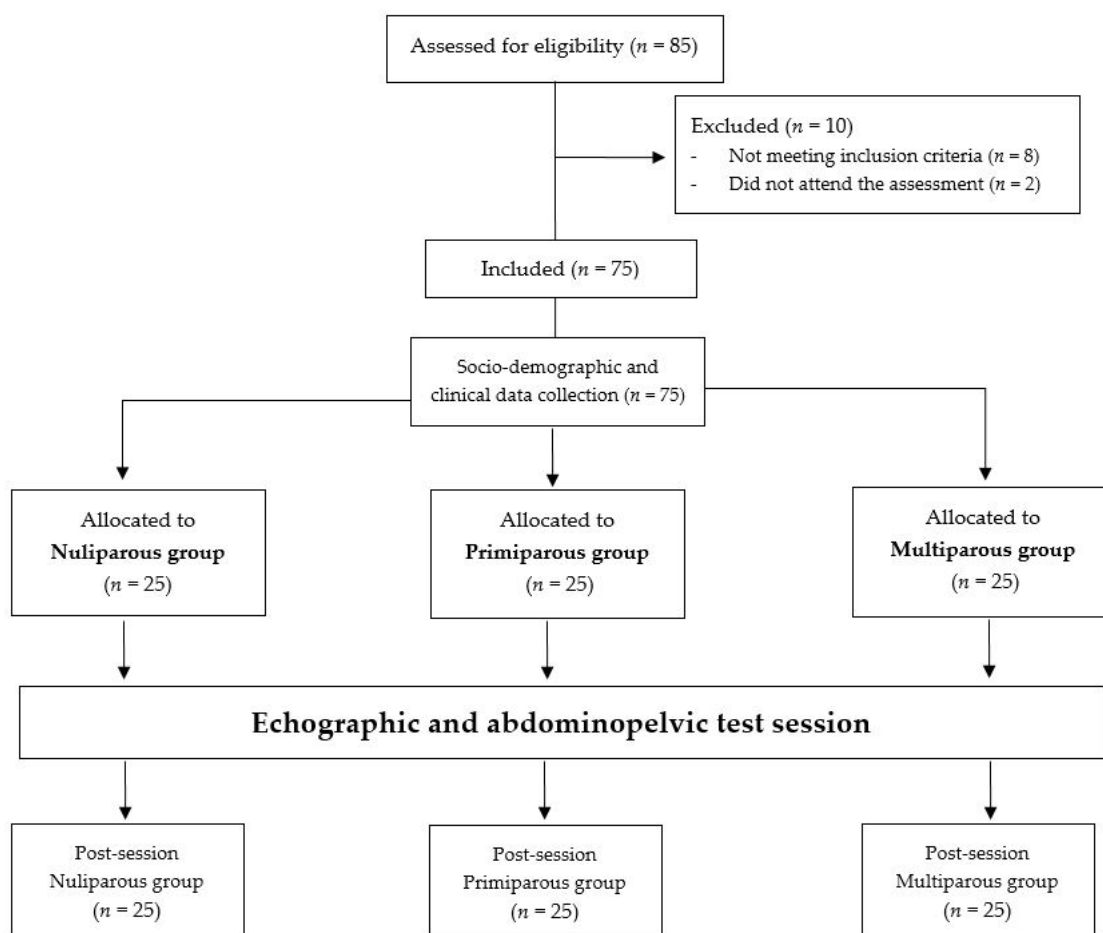 Assessed for eligibility (n = 85)
Excluded (n = 10)
- Not meeting inclusion criteria (n = 8)
- Did not attend the assessment (n = 2)
Included (n = 75)
Socio-demographic and
clinical data collection (n = 75)
Allocated to
Nuliparous group
(n = 25)
Allocated to
Primiparous group
(n = 25)
Allocated to
Multiparous group
(n = 25)
Echographic and abdominopelvic test session
Post-session
Nuliparous group
(n = 25)
Post-session
Primiparous group
(n = 25)
Post-session
Multiparous group
(n = 25)